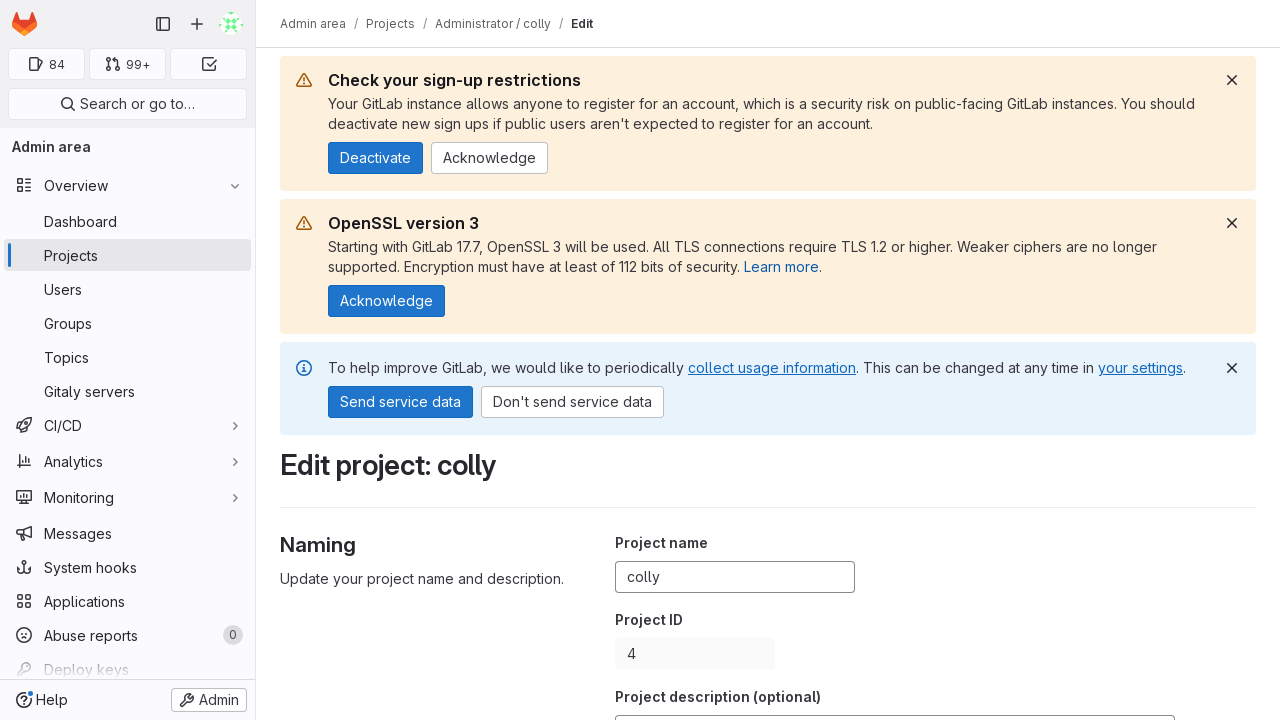 Admin area / Projects / Administrator / colly / Edit
84
99+
Search or go to…
Admin area
Overview
Dashboard
Projects
Users
Groups
Topics
Gitaly servers
CI/CD
Analytics
Monitoring
Messages
System hooks
Applications
Abuse reports 0
Deploy keys
Help
Admin
Check your sign-up restrictions
Your GitLab instance allows anyone to register for an account, which is a security risk on public-facing GitLab instances. You should
deactivate new sign ups if public users aren't expected to register for an account.
Deactivate Acknowledge
OpenSSL version 3
Starting with GitLab 17.7, OpenSSL 3 will be used. All TLS connections require TLS 1.2 or higher. Weaker ciphers are no longer
supported. Encryption must have at least of 112 bits of security. Learn more.
Acknowledge
To help improve GitLab, we would like to periodically collect usage information. This can be changed at any time in your settings.
Send service data Don't send service data
Edit project: colly
Naming
Update your project name and description.
Project name
colly
Project ID
4
Project description (optional)